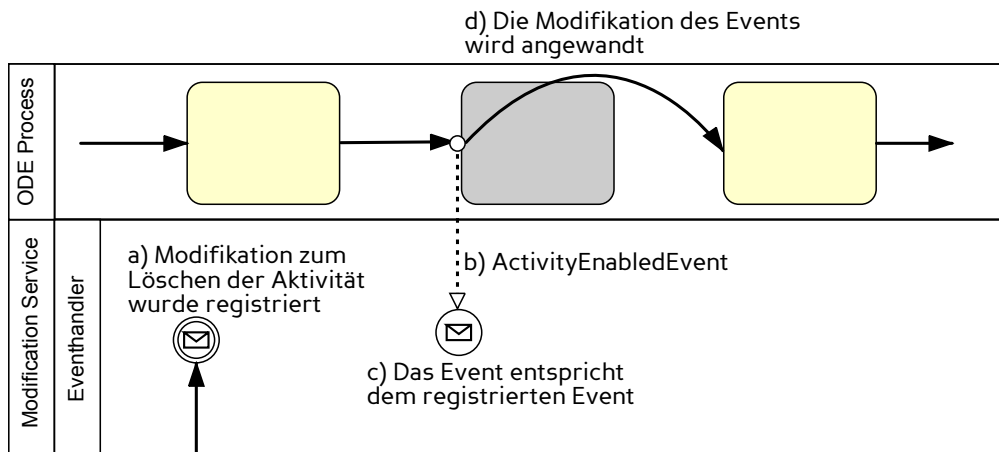 d) Die Modifikation des Events
wird angewandt
ODE Process
Modification Service
Eventhandler
a) Modifikation zum
Löschen der Aktivität
wurde registriert
b) ActivityEnabledEvent
c) Das Event entspricht
dem registrierten Event